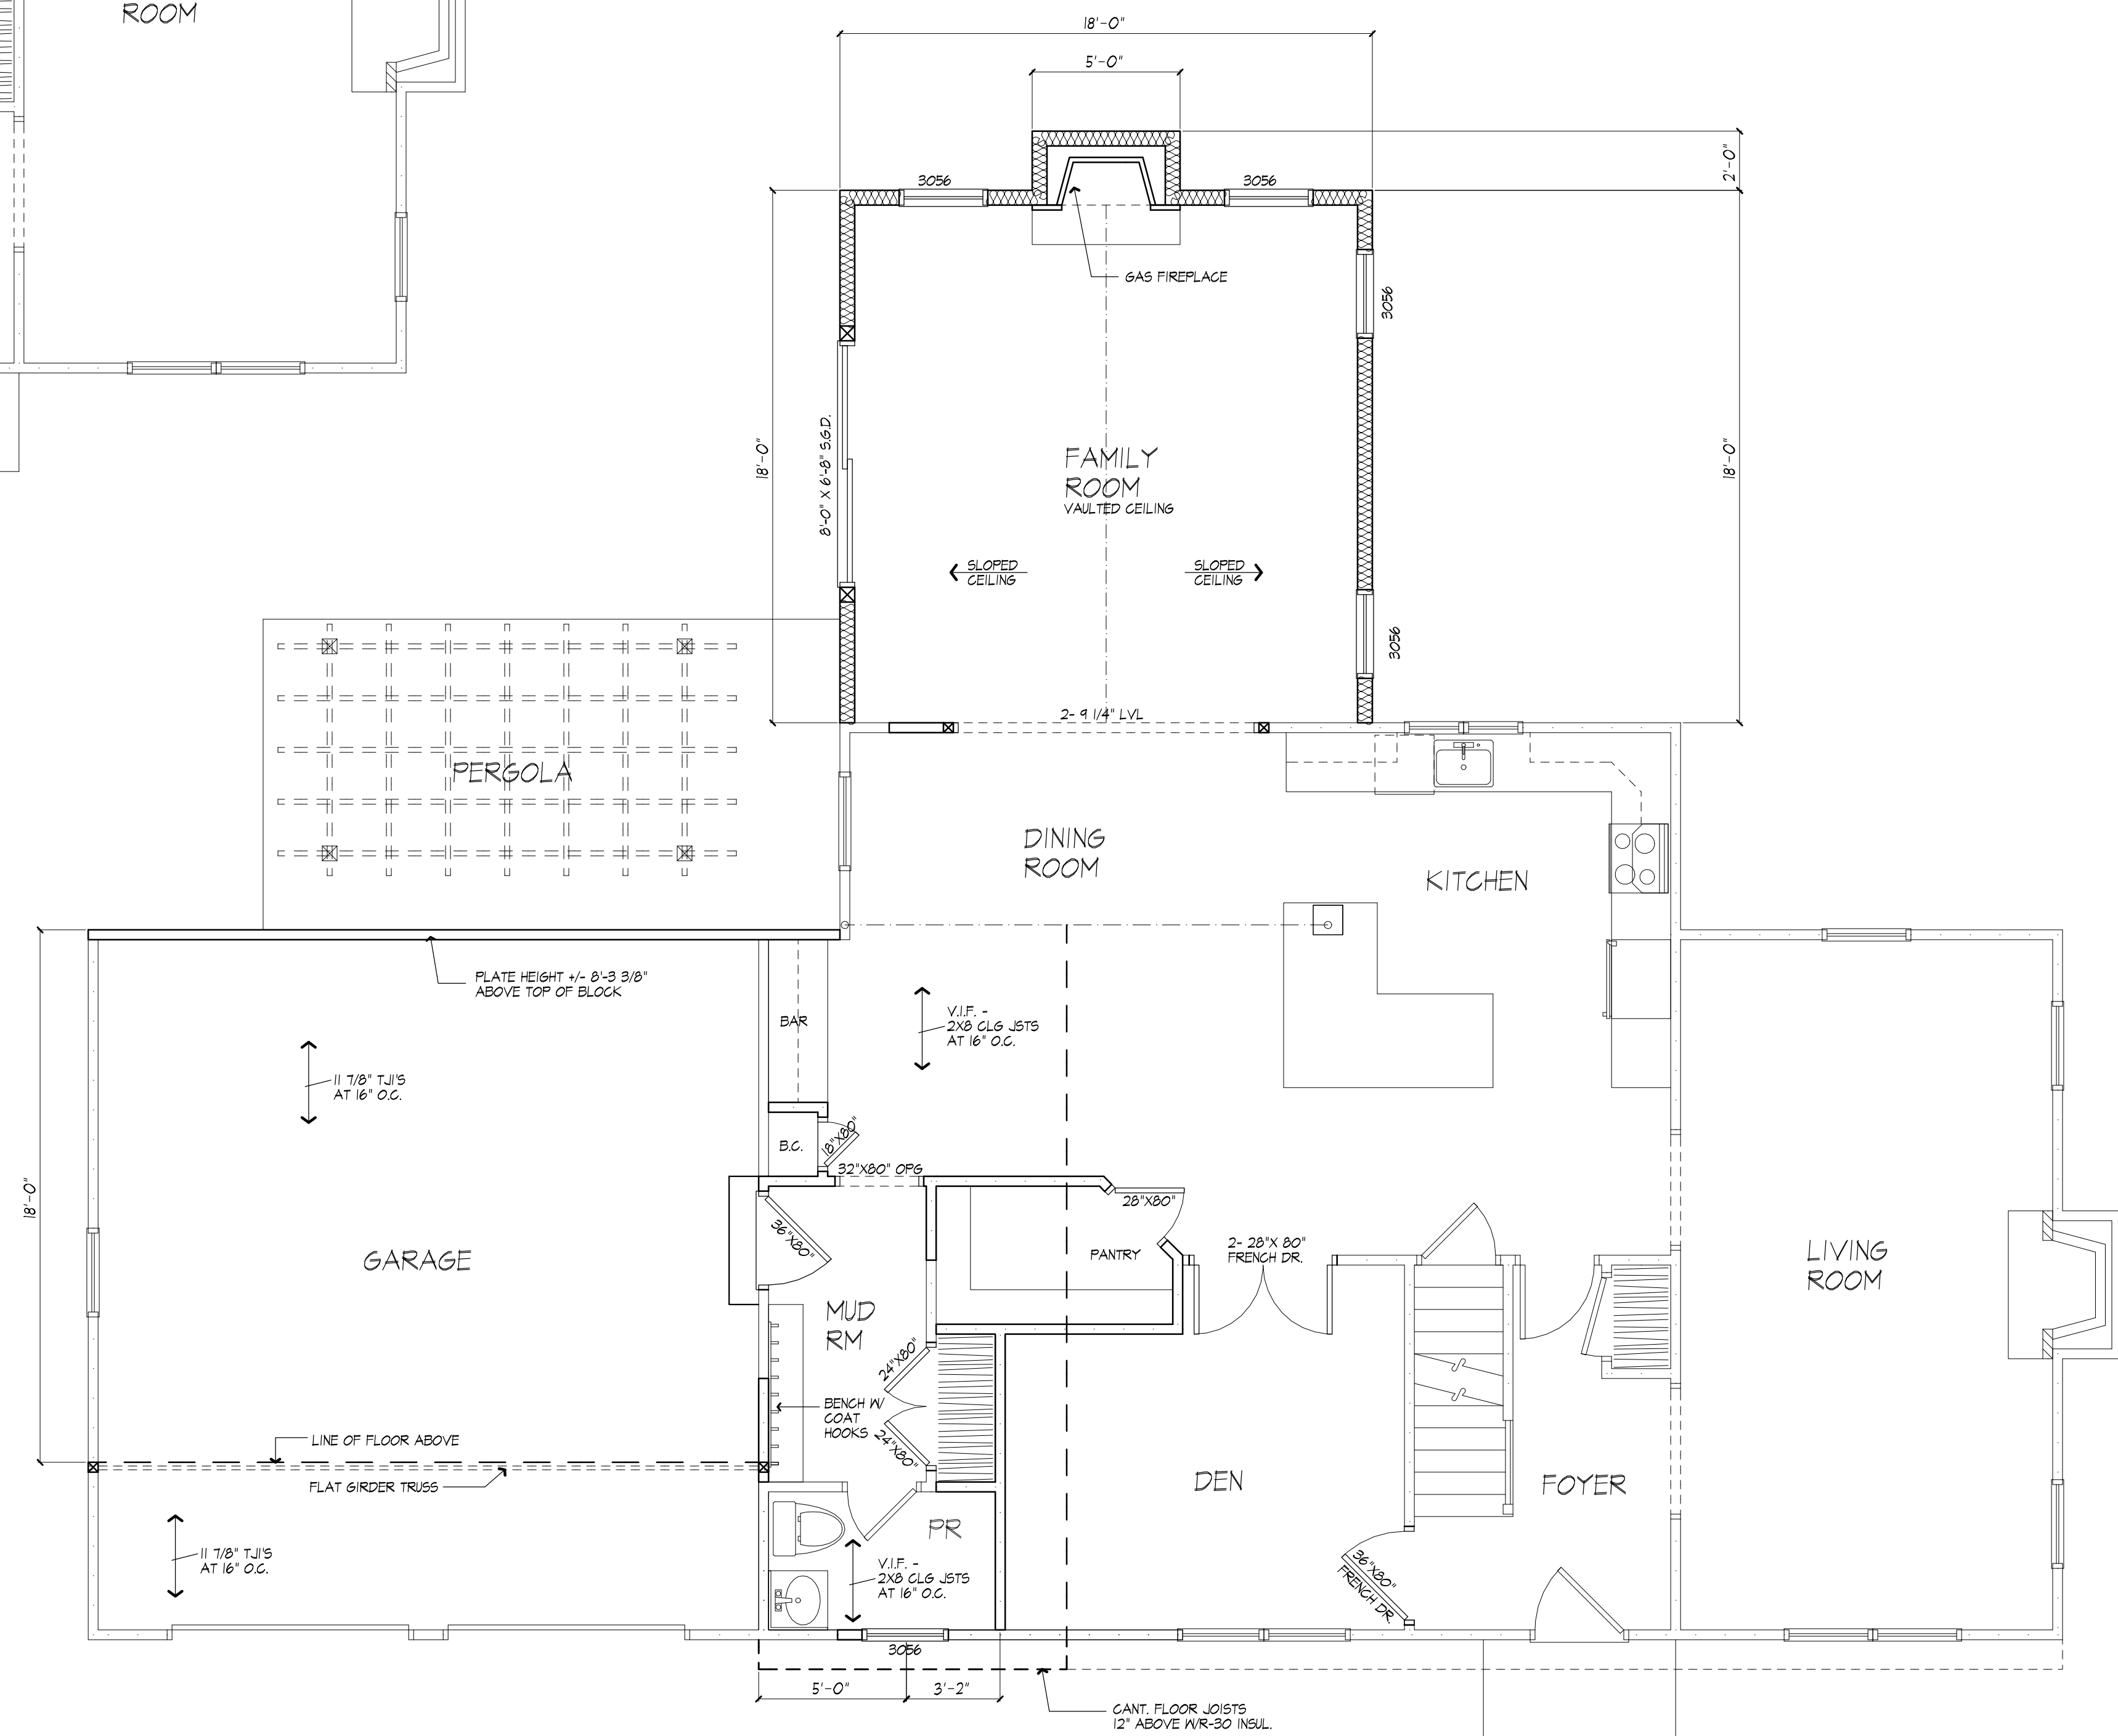 ROOM
18'-0"
5'-0"
2'-0"
3056
3056
GAS FIREPLACE
3056
18'-0"
8'-0" X 6'-8" S.G.D.
18'-0"
FAMILY
ROOM
VAULTED CEILING
SLOPED
CEILING
SLOPED
CEILING
3056
2- 9 1/4" LVL
PERGOLA
DINING
ROOM
KITCHEN
PLATE HEIGHT +/- 8'-3 3/8"
ABOVE TOP OF BLOCK
BAR
V.I.F. -
2X8 CLG JSTS
AT 16" O.C.
11 7/8" TJI'S
AT 16" O.C.
B.C.
18"X80"
32"X80" OPG
18'-0"
36"X80"
28"X80"
PANTRY
2- 28"X 80"
FRENCH DR.
GARAGE
LIVING
ROOM
MUD
RM
24"X80"
BENCH W/
COAT
HOOKS
24"X80"
LINE OF FLOOR ABOVE
FLAT GIRDER TRUSS
DEN
FOYER
PR
11 7/8" TJI'S
AT 16" O.C.
V.I.F. -
2X8 CLG JSTS
AT 16" O.C.
36"X80"
FRENCH DR.
3056
5'-0"
3'-2"
CANT. FLOOR JOISTS
12" ABOVE W/R-30 INSUL.